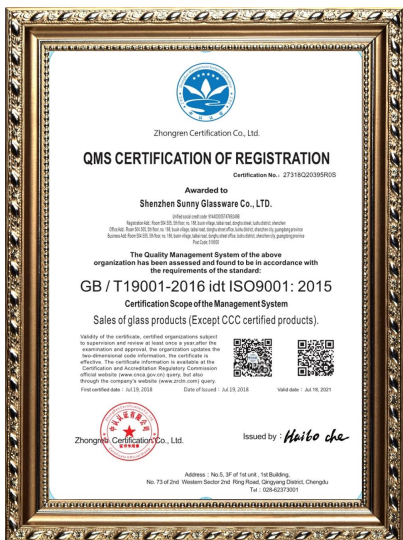 Zhongren Certification Co., Ltd.
QMS CERTIFICATION OF REGISTRATION
Certification No.: 27318Q20395R0S
Awarded to
Shenzhen Sunny Glassware Co., LTD.
The Quality Management System of the above
organization has been assessed and found to be in accordance with
the requirements of the standard:
GB / T19001-2016 idt ISO9001: 2015
Certification Scope of the Management System
Sales of glass products (Except CCC certified products).
Validity of the certificate, certified organizations subject
to supervision and review at least once a year,after the
examination and approval, the organization updates the
two-dimensional code information, the certificate is
effective. The certificate information is available at the
Certification and Accreditation Regulatory Commission
official website (www.cnca.gov.cn) query, but also
through the company's website (www.zrcln.com) query.
First certified date : Jul.19, 2018 Date of Issued : Jul.19, 2018 Valid date : Jul.18, 2021
Zhongren Certification Co., Ltd.
Issued by : Haibo che
Address : No.5, 3F of 1st unit , 1st Building,
No. 73 of 2nd Western Sector 2nd Ring Road, Qingyang District, Chengdu
Tel : 028-62373001